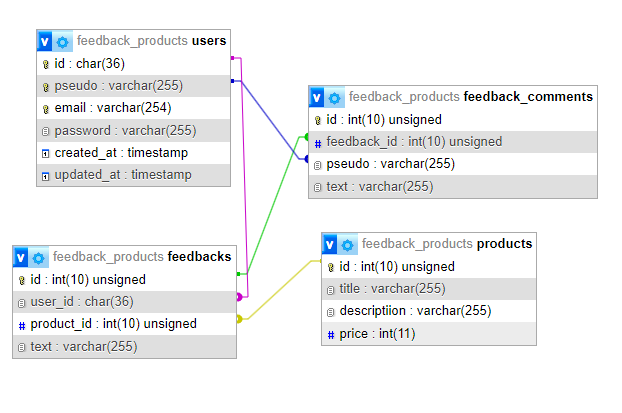 v feedback_products users
id : char(36)
pseudo : varchar(255)
email : varchar(254)
password : varchar(255)
created_at : timestamp
updated_at : timestamp
v feedback_products feedback_comments
id : int(10) unsigned
# feedback_id : int(10) unsigned
pseudo : varchar(255)
text : varchar(255)
v feedback_products feedbacks
id : int(10) unsigned
user_id : char(36)
# product_id : int(10) unsigned
text : varchar(255)
v feedback_products products
id : int(10) unsigned
title : varchar(255)
descriptiion : varchar(255)
# price : int(11)